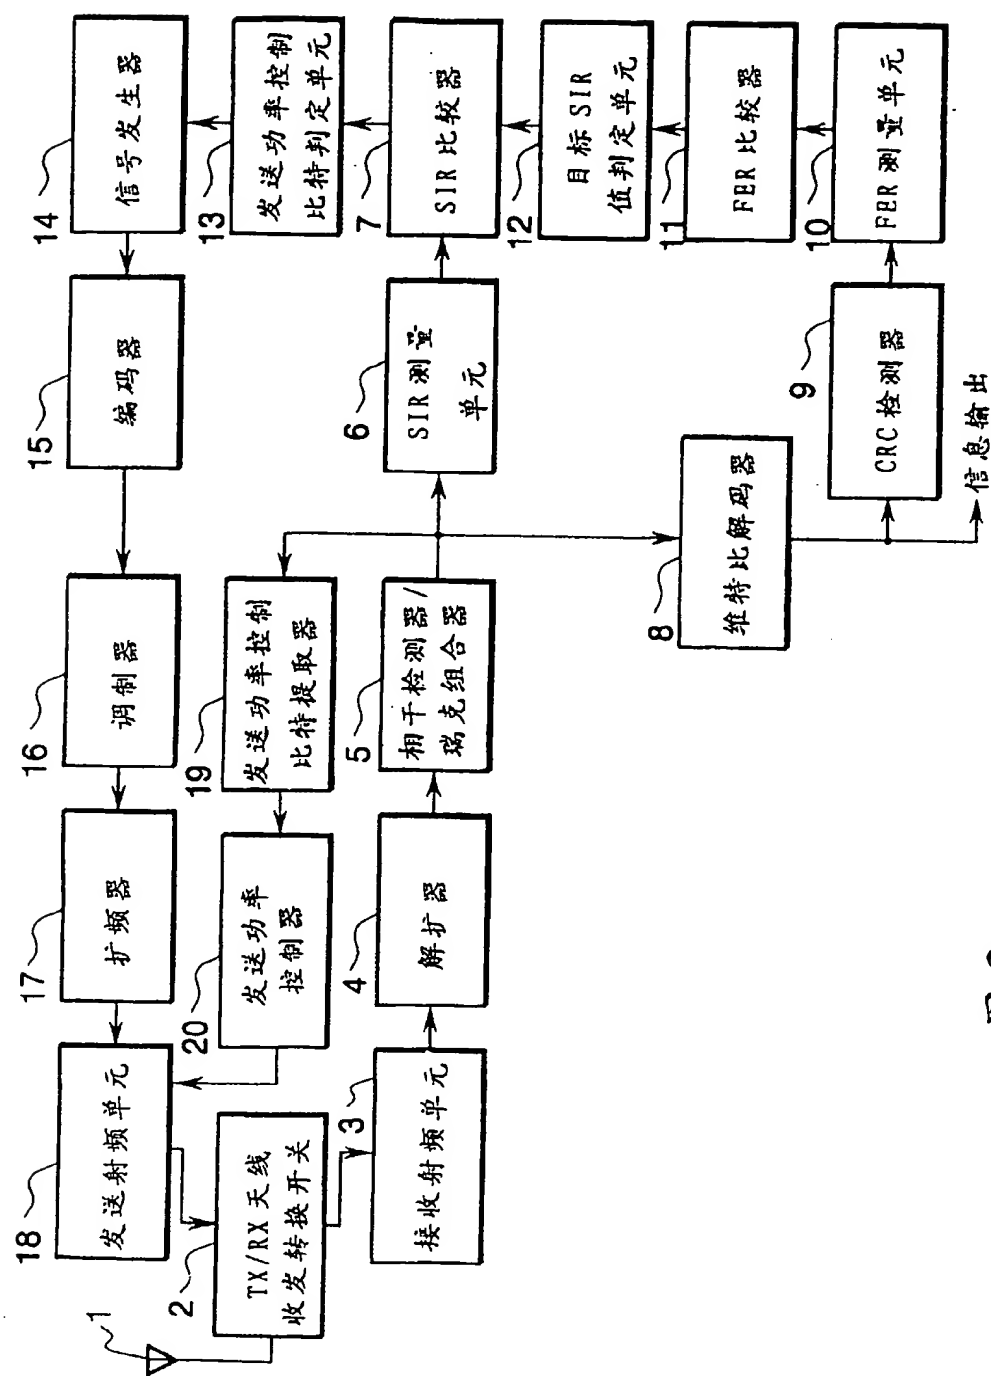 14
信号发生器
15
编码器
16
调制器
17
扩频器
18
发送射频单元
13
发送功率控制
比特判定单元
19
发送功率控制
比特提取器
20
发送功率
控制器
1
2
TX/RX天线
收发转换开关
7
SIR比较器
6
SIR测量
单元
5
相干检测器/
瑞克组合器
4
解扩器
3
接收射频单元
12
目标SIR
值判定单元
11
FER比较器
8
维特比解码器
10
FER测量单元
9
CRC检测器
信息输出